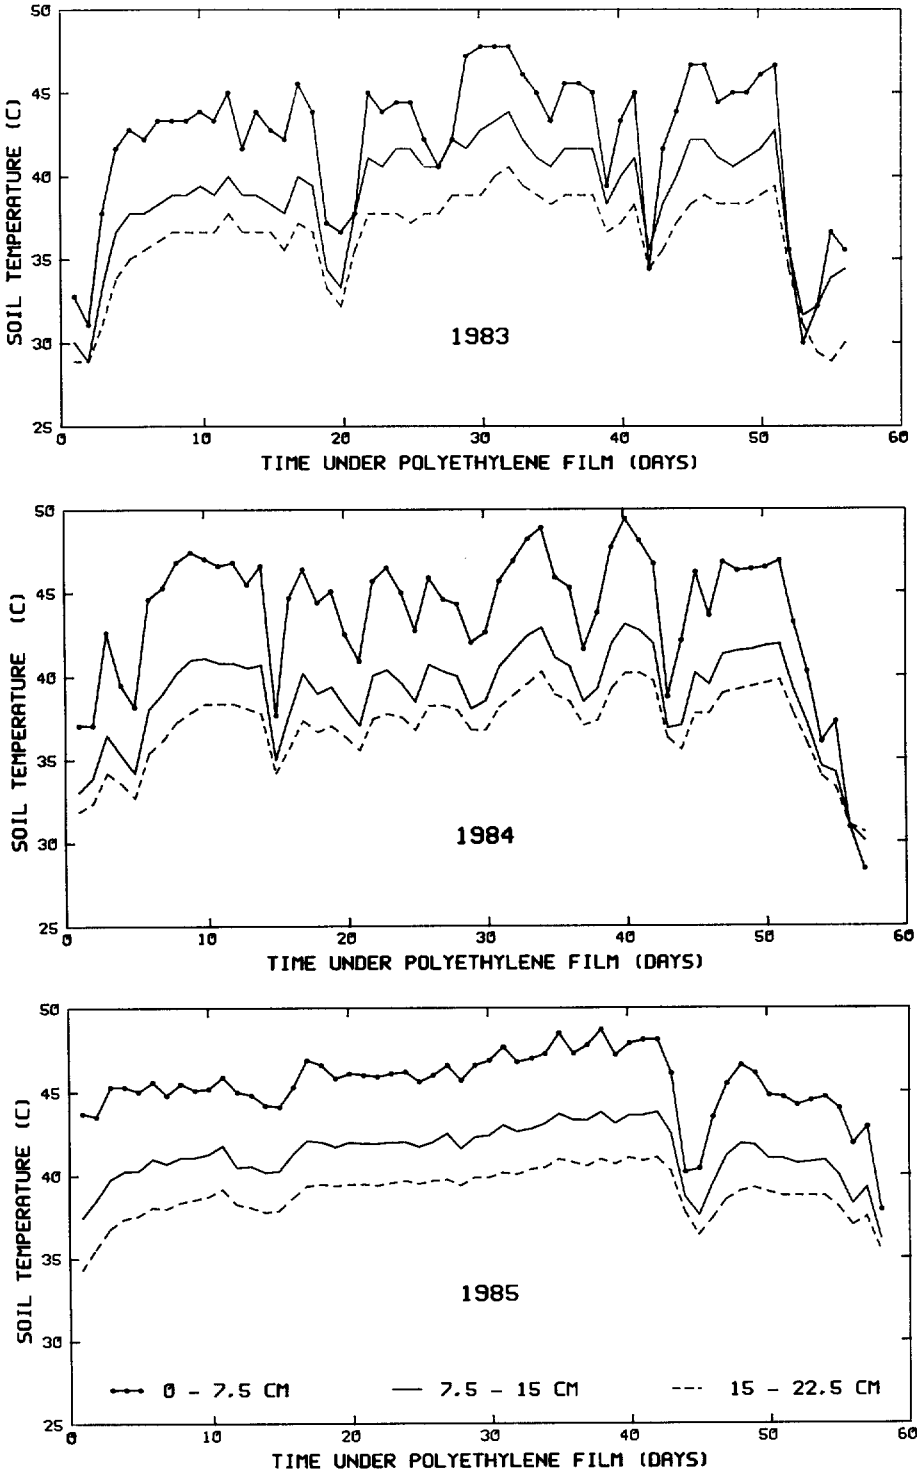 50
45
40
35
30
25
SOIL TEMPERATURE (C)
1983
0 10 20 30 40 50 60
TIME UNDER POLYETHYLENE FILM (DAYS)
50
45
40
35
30
25
SOIL TEMPERATURE (C)
1984
0 10 20 30 40 50 60
TIME UNDER POLYETHYLENE FILM (DAYS)
50
45
40
35
30
25
SOIL TEMPERATURE (C)
1985
0 - 7.5 CM 7.5 - 15 CM 15 - 22.5 CM
0 10 20 30 40 50 60
TIME UNDER POLYETHYLENE FILM (DAYS)